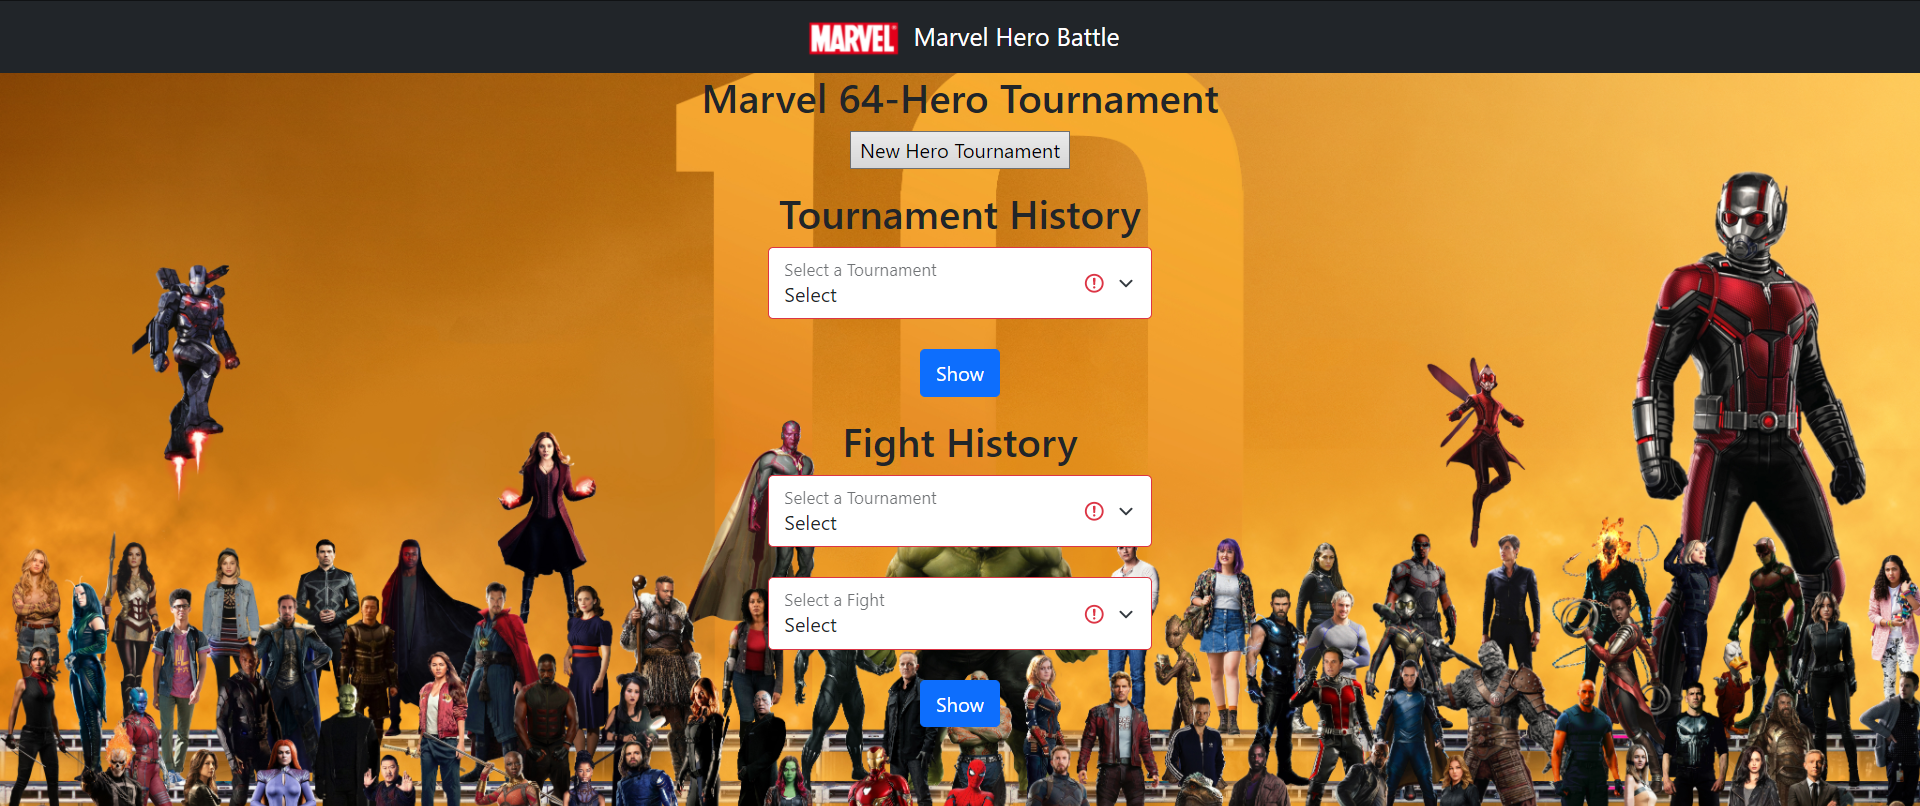 MARVEL Marvel Hero Battle
Marvel 64-Hero Tournament
New Hero Tournament
Tournament History
Select a Tournament
Select
Show
Fight History
Select a Tournament
Select
Select a Fight
Select
Show
10